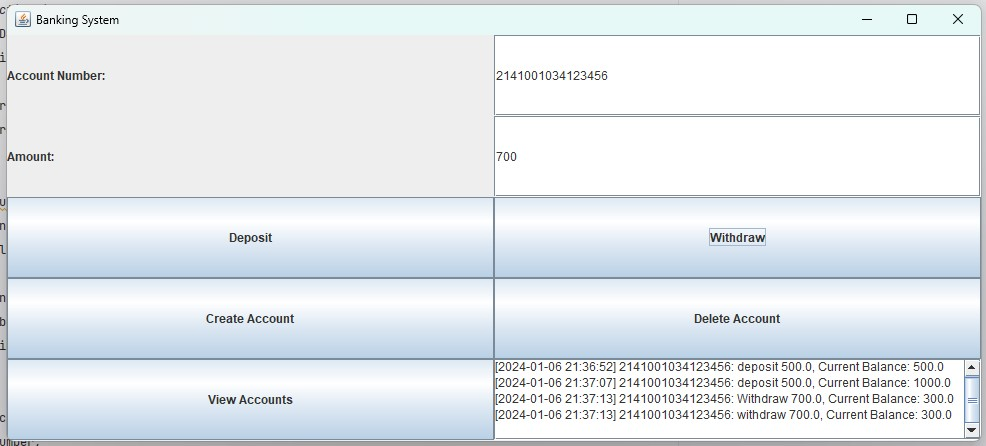 Banking System
Account Number:
2141001034123456
Amount:
700
Deposit
Withdraw
Create Account
Delete Account
View Accounts
[2024-01-06 21:36:52] 2141001034123456: deposit 500.0, Current Balance: 500.0
[2024-01-06 21:37:07] 2141001034123456: deposit 500.0, Current Balance: 1000.0
[2024-01-06 21:37:13] 2141001034123456: Withdraw 700.0, Current Balance: 300.0
[2024-01-06 21:37:13] 2141001034123456: withdraw 700.0, Current Balance: 300.0